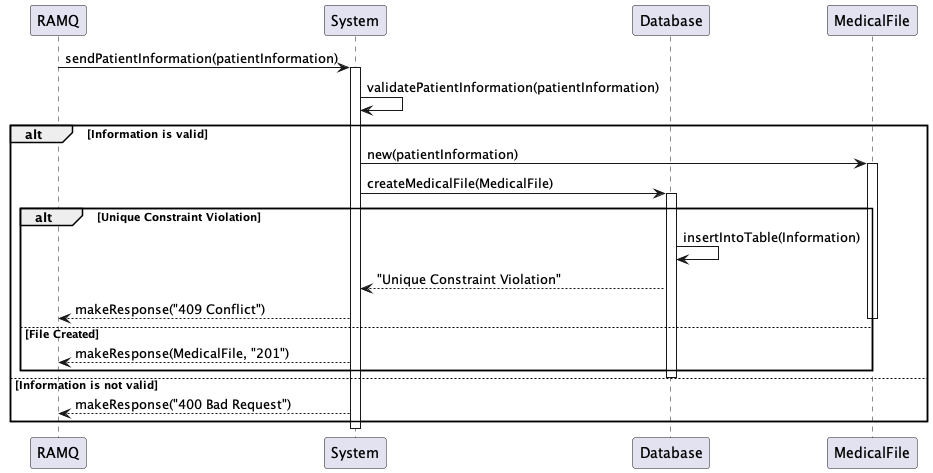 RAMQ System Database MedicalFile
sendPatientInformation(patientInformation)
validatePatientInformation(patientInformation)
alt [Information is valid]
new(patientInformation)
createMedicalFile(MedicalFile)
alt [Unique Constraint Violation]
insertIntoTable(Information)
"Unique Constraint Violation"
makeResponse("409 Conflict")
[File Created]
makeResponse(MedicalFile, "201")
[Information is not valid]
makeResponse("400 Bad Request")
RAMQ System Database MedicalFile